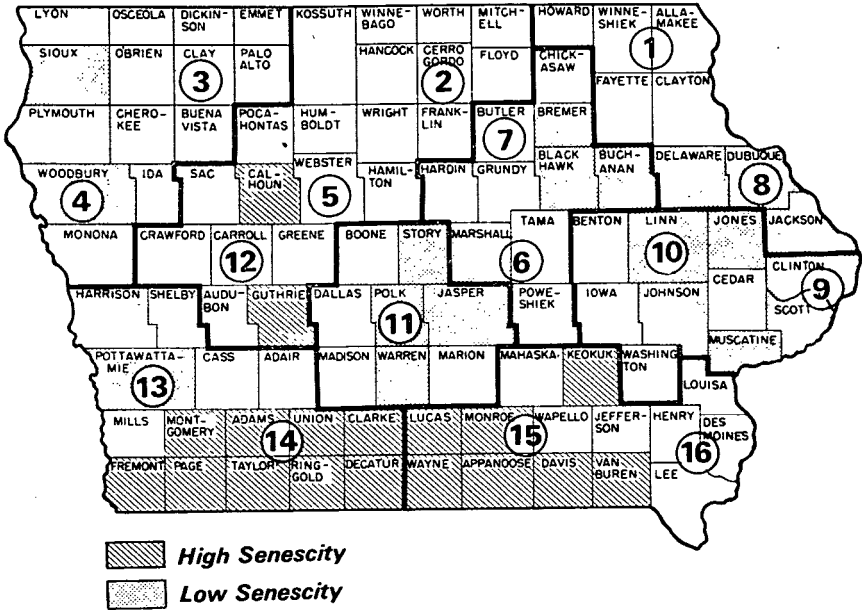 LYON OSCEOLA DICKIN- EMMET KOSSUTH WINNE- WORTH MITCH- HOWARD WINNE- ALLA-
SON BAGO ELL SHIEK MAKEE
1
SIOUX O'BRIEN CLAY PALO HANCOCK CERRO FLOYD CHICK-
ALTO GORDO ASAW
3 2 FAYETTE CLAYTON
PLYMOUTH CHERO- BUENA POCA- HUM- WRIGHT FRANK- BUTLER BREMER
KEE VISTA HONTAS BOLDT LIN
7
WOODBURY IDA SAC CAL- WEBSTER HAMIL- HARDIN GRUNDY BLACK BUCH- DELAWARE DUBUQUE
HOUN TON HAWK ANAN
4 5 8
MONONA CRAWFORD CARROLL GREENE BOONE STORY MARSHALL TAMA BENTON LINN JONES JACKSON
12 6 10
HARRISON SHELBY AUDU- GUTHRIE DALLAS POLK JASPER POWE- IOWA JOHNSON CEDAR CLINTON
BON SHIEK
11 9
SCOTT
POTTAWATTA- CASS ADAIR MADISON WARREN MARION MAHASKA KEOKUK WASHING MUSCATINE
MIE TON
13 LOUISA
MILLS MONT- ADAMS UNION CLARKE LUCAS MONROE WAPELLO JEFFER- HENRY DES
GOMERY SON MOINES
14 15 16
FREMONT PAGE TAYLOR RING- DECATUR WAYNE APPANOOSE DAVIS VAN LEE
GOLD BUREN
High Senescity
Low Senescity